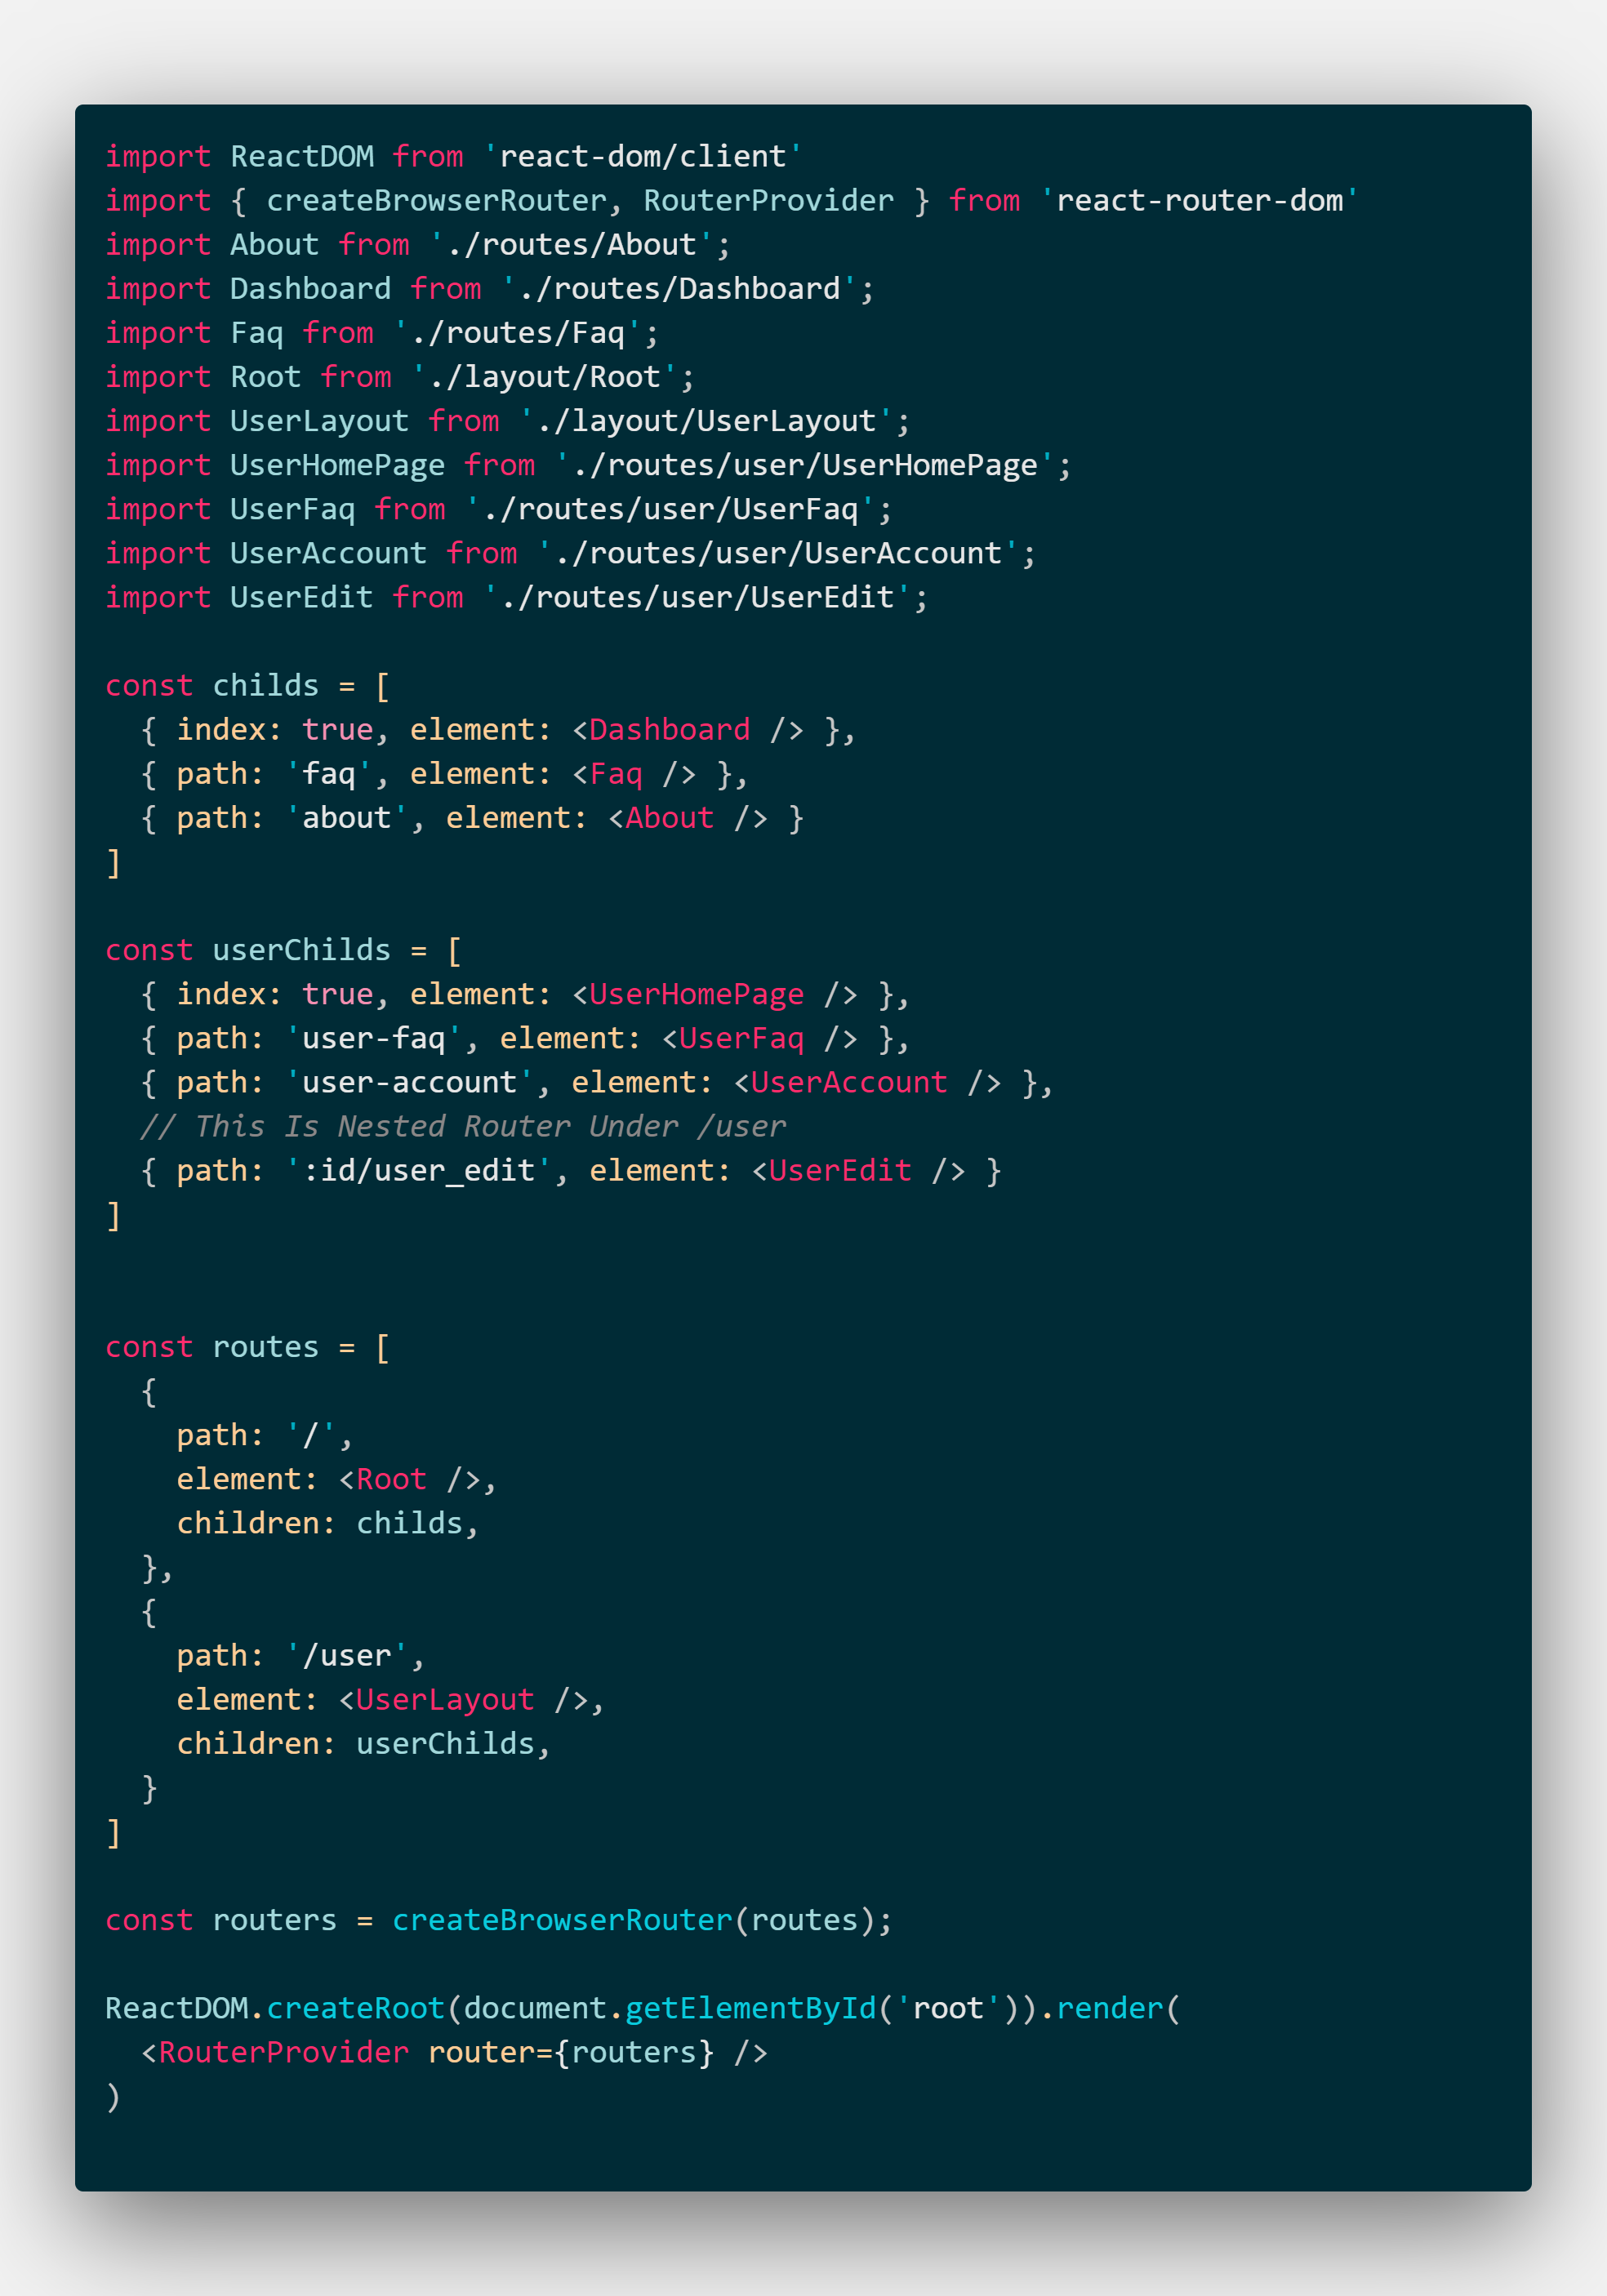 import ReactDOM from 'react-dom/client'
import { createBrowserRouter, RouterProvider } from 'react-router-dom'
import About from './routes/About';
import Dashboard from './routes/Dashboard';
import Faq from './routes/Faq';
import Root from './layout/Root';
import UserLayout from './layout/UserLayout';
import UserHomePage from './routes/user/UserHomePage';
import UserFaq from './routes/user/UserFaq';
import UserAccount from './routes/user/UserAccount';
import UserEdit from './routes/user/UserEdit';

const childs = [
  { index: true, element: <Dashboard /> },
  { path: 'faq', element: <Faq /> },
  { path: 'about', element: <About /> }
]

const userChilds = [
  { index: true, element: <UserHomePage /> },
  { path: 'user-faq', element: <UserFaq /> },
  { path: 'user-account', element: <UserAccount /> },
  // This Is Nested Router Under /user
  { path: ':id/user_edit', element: <UserEdit /> }
]

const routes = [
  {
    path: '/',
    element: <Root />,
    children: childs,
  },
  {
    path: '/user',
    element: <UserLayout />,
    children: userChilds,
  }
]

const routers = createBrowserRouter(routes);

ReactDOM.createRoot(document.getElementById('root')).render(
  <RouterProvider router={routers} />
)